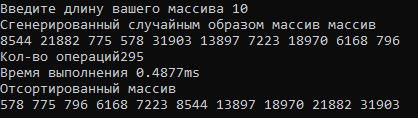 Введите длину вашего массива 10
Сгенерированный случайным образом массив массив
8544 21882 775 578 31903 13897 7223 18970 6168 796
Кол-во операций295
Время выполнения 0.4877ms
Отсортированный массив
578 775 796 6168 7223 8544 13897 18970 21882 31903